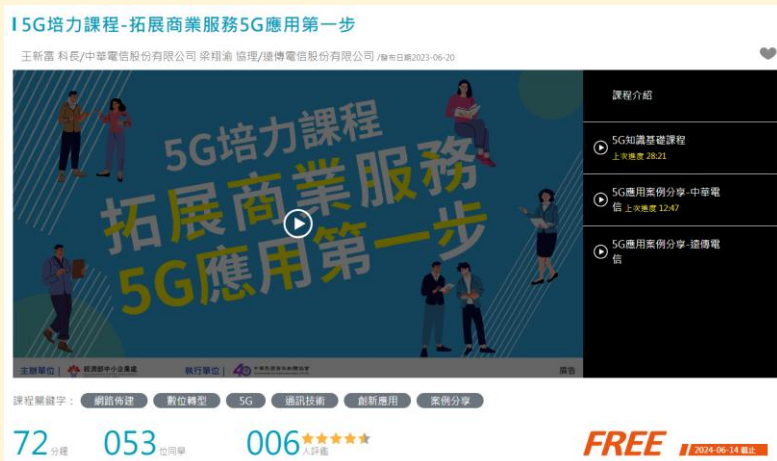 5G培力課程-拓展商業服務5G應用第一步
王新富 科長/中華電信股份有限公司 梁翔渝 協理/遠傳電信股份有限公司 /發布日期2023-06-20
5G培力課程
拓展商業服務
5G應用第一步
主辦單位 | 經濟部中小企業處
執行單位 | 40
廣告
課程介紹
5G知識基礎課程
上次進度 28:21
5G應用案例分享-中華電
信 上次進度 12:47
5G應用案例分享-遠傳電
信
課程關鍵字：
網路佈建
數位轉型
5G
通訊技術
創新應用
案例分享
72分鐘
053位同學
006人評鑑
FREE
2024-06-14 截止